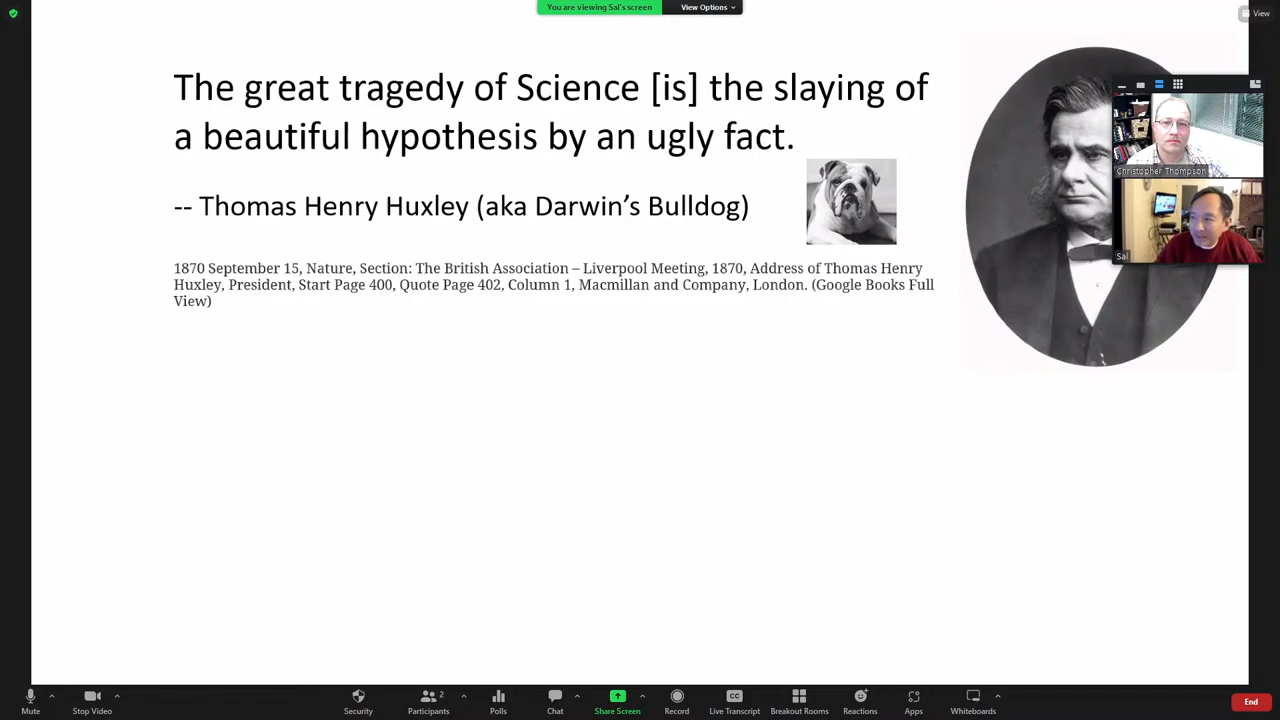 You are viewing Sal's screen
View Options
View
The great tragedy of Science [is] the slaying of
a beautiful hypothesis by an ugly fact.
-- Thomas Henry Huxley (aka Darwin's Bulldog)
1870 September 15, Nature, Section: The British Association – Liverpool Meeting, 1870, Address of Thomas Henry
Huxley, President, Start Page 400, Quote Page 402, Column 1, Macmillan and Company, London. (Google Books Full
View)
Christopher Thompson
Sal
Mute
Stop Video
Security
Participants
2
Polls
Chat
Share Screen
Record
CC
Live Transcript
Breakout Rooms
Reactions
Apps
Whiteboards
End